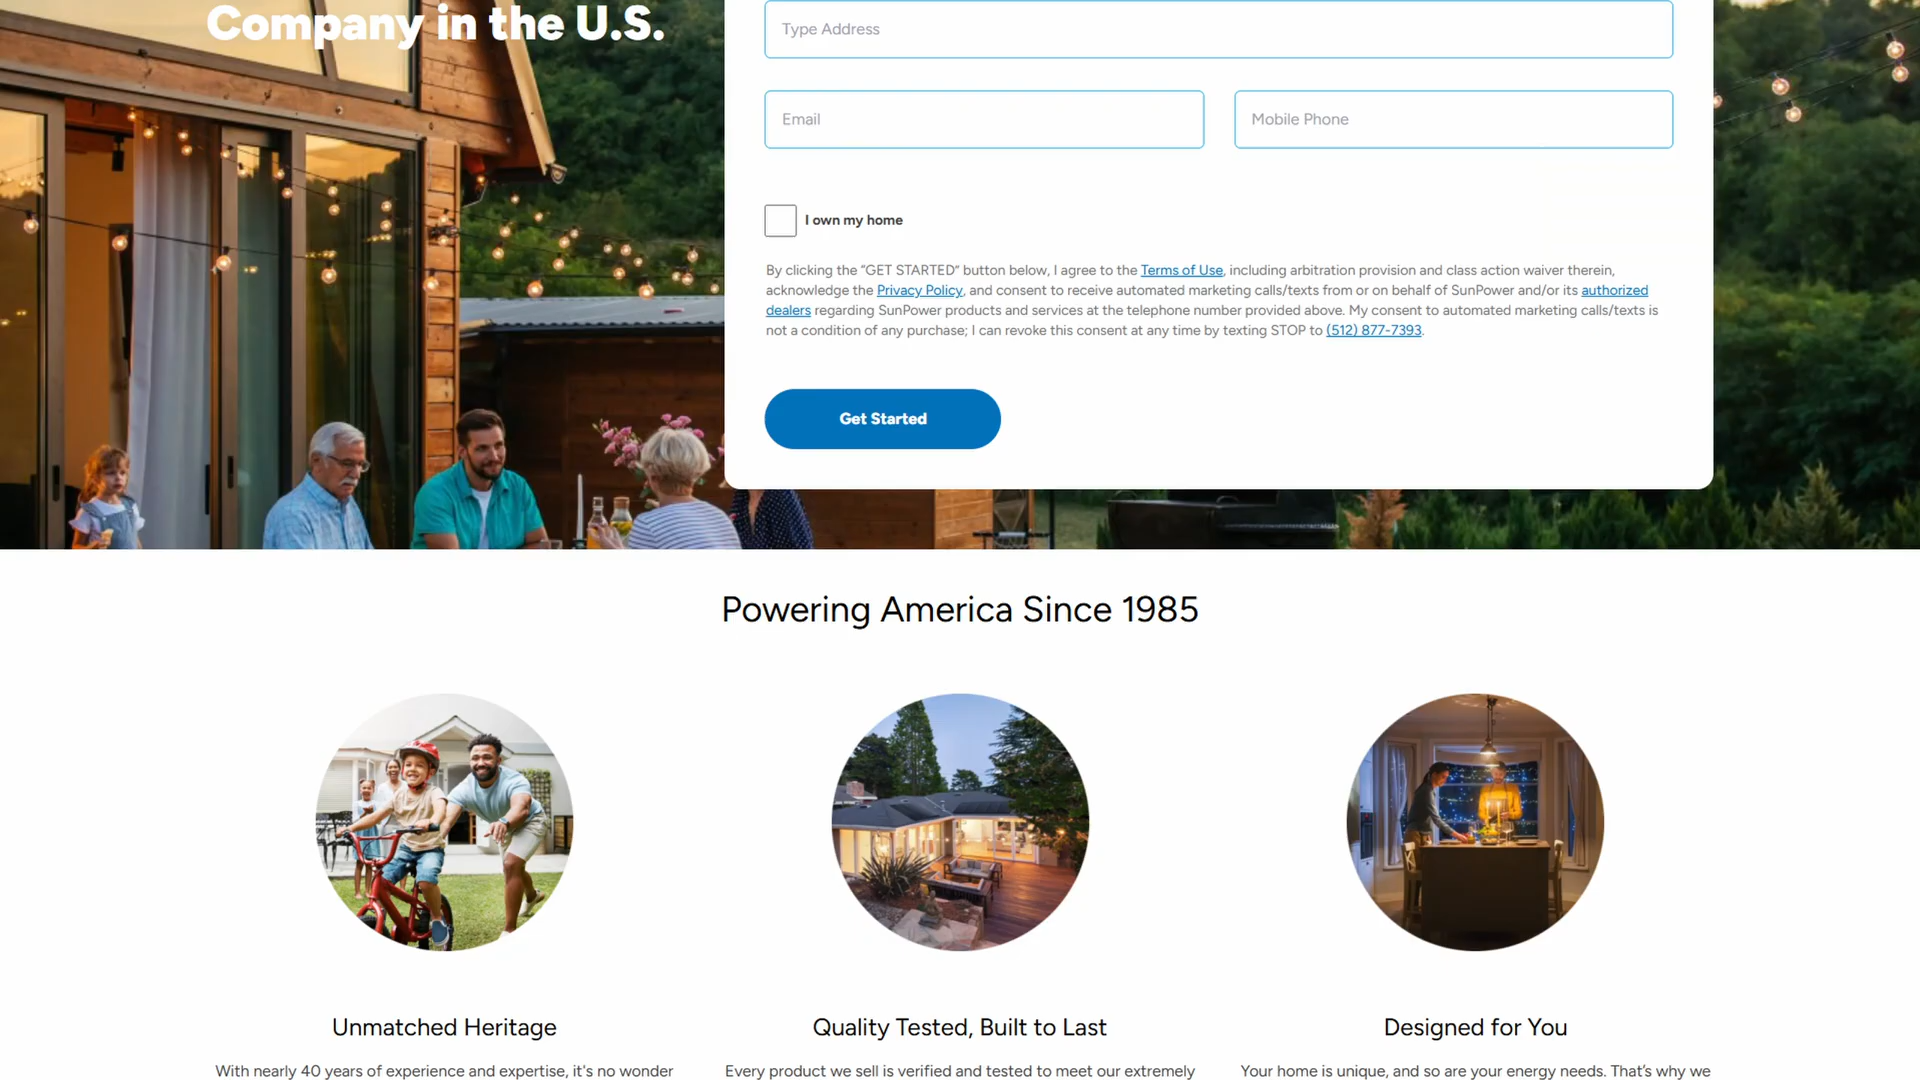 Company in the U.S.
Type Address
Email
Mobile Phone
I own my home
By clicking the “GET STARTED” button below, I agree to the Terms of Use, including arbitration provision and class action waiver therein,
acknowledge the Privacy Policy, and consent to receive automated marketing calls/texts from or on behalf of SunPower and/or its authorized
dealers regarding SunPower products and services at the telephone number provided above. My consent to automated marketing calls/texts is
not a condition of any purchase; I can revoke this consent at any time by texting STOP to (512) 877-7393.
Get Started
Powering America Since 1985
Unmatched Heritage
With nearly 40 years of experience and expertise, it's no wonder
Quality Tested, Built to Last
Every product we sell is verified and tested to meet our extremely
Designed for You
Your home is unique, and so are your energy needs. That’s why we